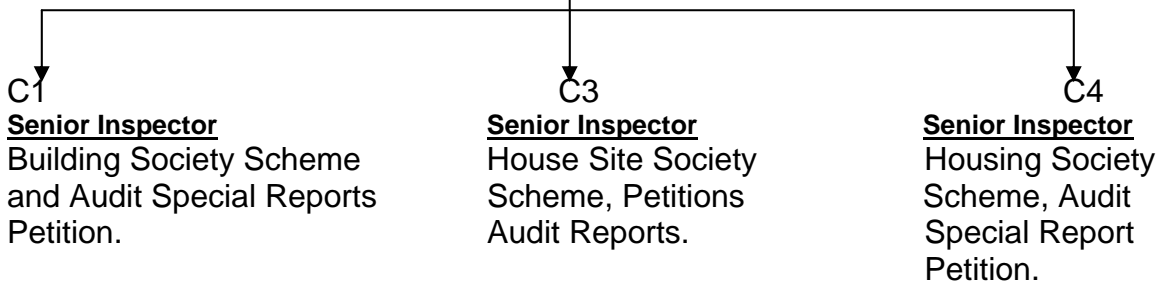 C1
Senior Inspector
Building Society Scheme
and Audit Special Reports
Petition.
C3
Senior Inspector
House Site Society
Scheme, Petitions
Audit Reports.
C4
Senior Inspector
Housing Society
Scheme, Audit
Special Report
Petition.